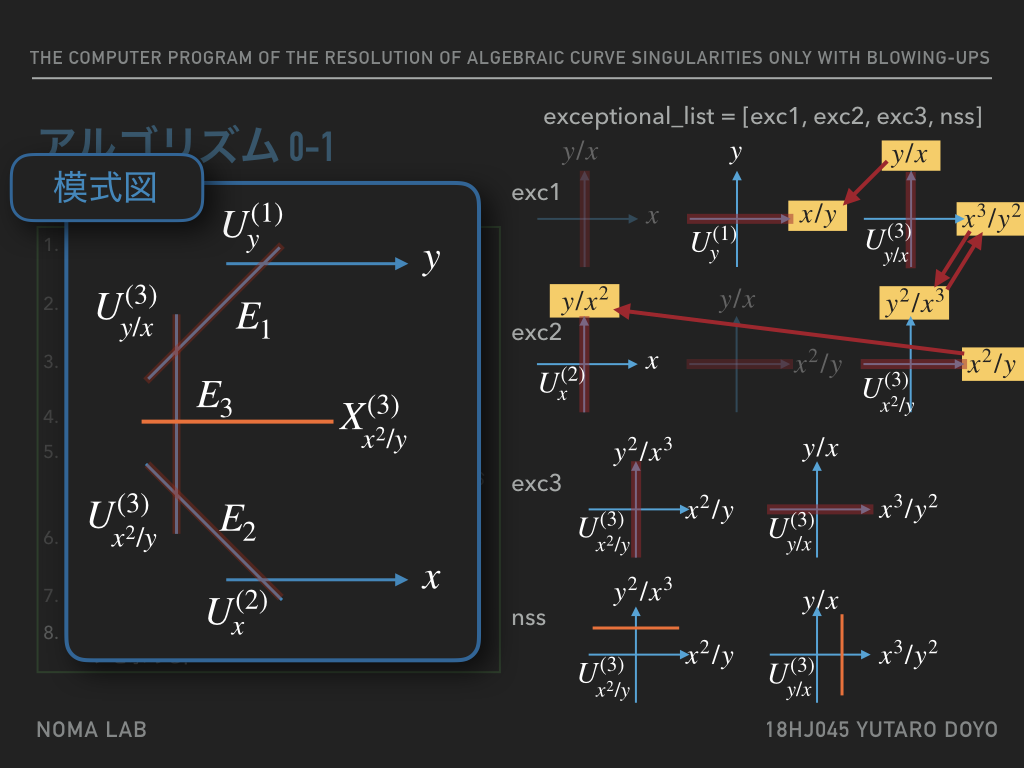 THE COMPUTER PROGRAM OF THE RESOLUTION OF ALGEBRAIC CURVE SINGULARITIES ONLY WITH BLOWING-UPS
アルゴリズム 0-1
模式図
1.
2.
3.
4.
5.
6.
7.
8.
U_y^{(1)}
y
E_1
U_{y/x}^{(3)}
E_3
X_{x^2/y}^{(3)}
U_{x^2/y}^{(3)}
E_2
x
U_x^{(2)}
exceptional_list = [exc1, exc2, exc3, nss]
exc1
y/x
x
y
x/y
U_y^{(1)}
y/x
x^3/y^2
U_{y/x}^{(3)}
exc2
y/x^2
x
U_x^{(2)}
y/x
x^2/y
y^2/x^3
x^2/y
U_{x^2/y}^{(3)}
exc3
y^2/x^3
x^2/y
U_{x^2/y}^{(3)}
y/x
x^3/y^2
U_{y/x}^{(3)}
nss
y^2/x^3
x^2/y
U_{x^2/y}^{(3)}
y/x
x^3/y^2
U_{y/x}^{(3)}
NOMA LAB
18HJ045 YUTARO DOYO